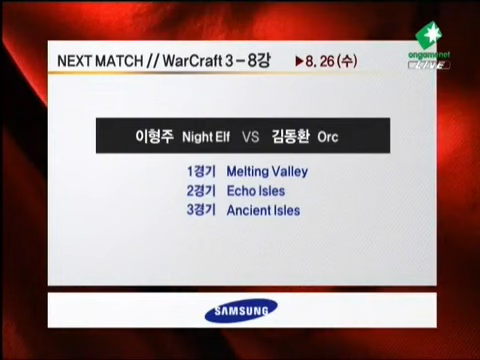 NEXT MATCH // WarCraft 3 – 8강 ▶8. 26 (수)
ongamenet
LIVE
이형주 Night Elf VS 김동환 Orc
1경기 Melting Valley
2경기 Echo Isles
3경기 Ancient Isles
SAMSUNG